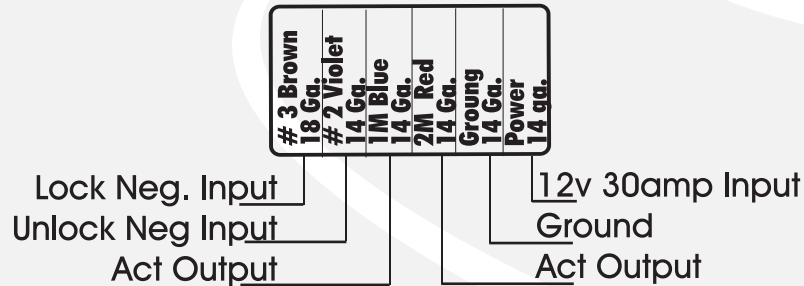 # 3 Brown
18 Ga.
# 2 Violet
14 Ga.
1M Blue
14 Ga.
2M Red
14 Ga.
Groung
14 Ga.
Power
14 ga.
Lock Neg. Input
Unlock Neg Input
Act Output
12v 30amp Input
Ground
Act Output